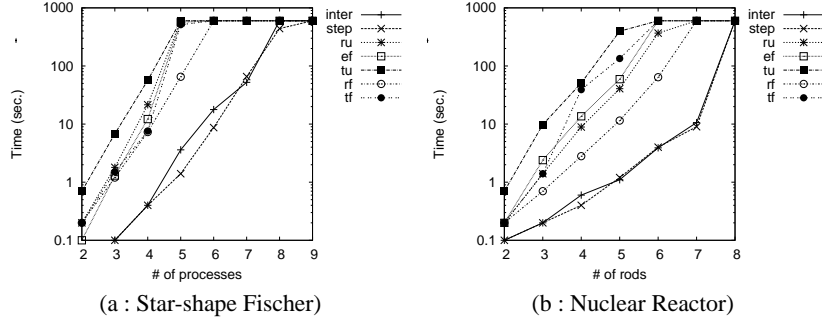 1000
100
10
1
0.1
Time (sec.)
2 3 4 5 6 7 8 9
# of processes
inter
step
ru
ef
tu
rf
tf
(a : Star-shape Fischer)
1000
100
10
1
0.1
Time (sec.)
2 3 4 5 6 7 8
# of rods
inter
step
ru
ef
tu
rf
tf
(b : Nuclear Reactor)